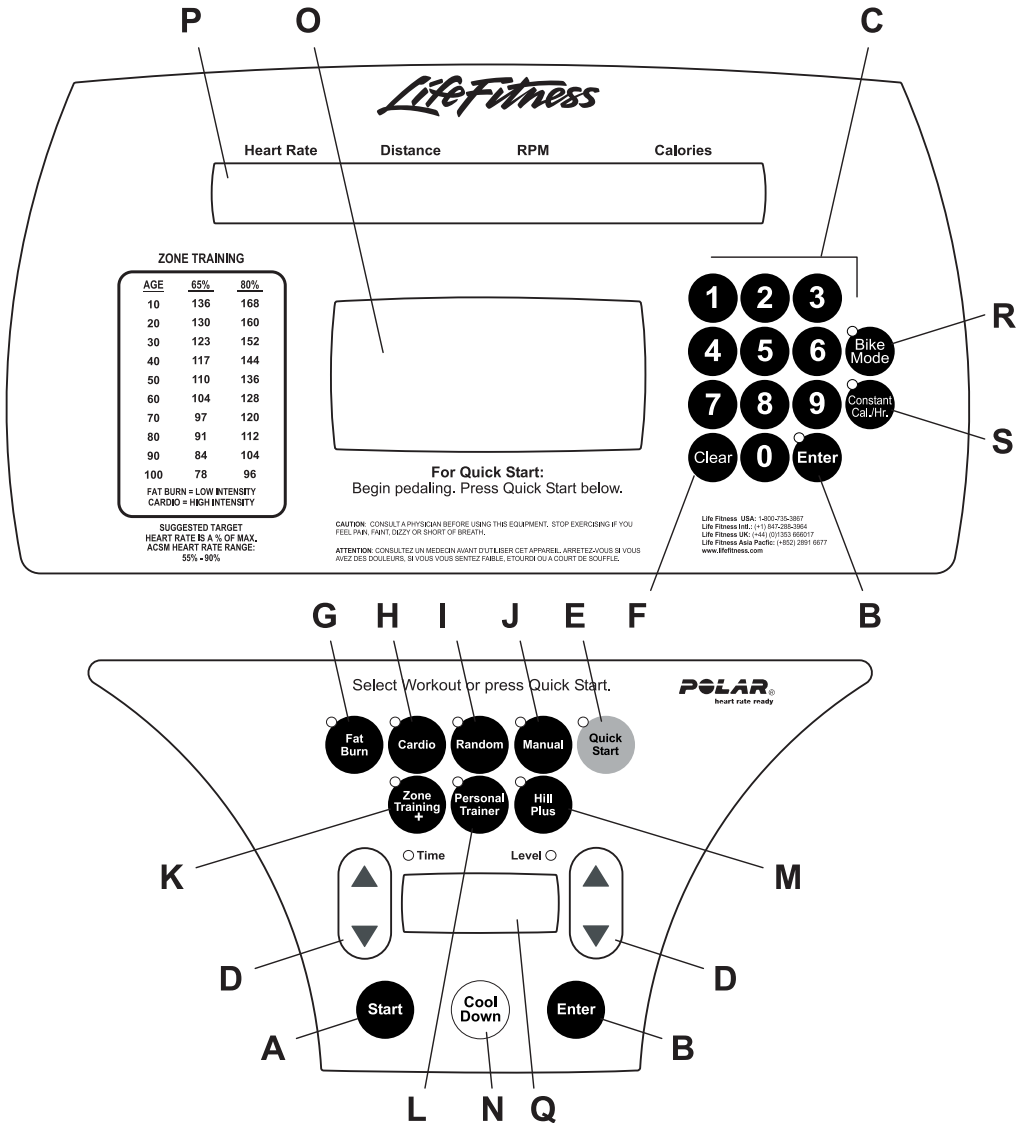 P O C
LifeFitness
Heart Rate Distance RPM Calories
ZONE TRAINING
AGE 65% 80%
10 136 168
20 130 160
30 123 152
40 117 144
50 110 136
60 104 128
70 97 120
80 91 112
90 84 104
100 78 96
FAT BURN = LOW INTENSITY
CARDIO = HIGH INTENSITY
SUGGESTED TARGET
HEART RATE IS A % OF MAX.
ACSM HEART RATE RANGE:
55% - 90%
For Quick Start:
Begin pedaling. Press Quick Start below.
CAUTION: CONSULT A PHYSICIAN BEFORE USING THIS EQUIPMENT. STOP EXERCISING IF YOU
FEEL PAIN, FAINT, DIZZY OR SHORT OF BREATH.
ATTENTION: CONSULTEZ UN MEDECIN AVANT D'UTILISER CET APPAREIL. ARRETEZ-VOUS SI VOUS
AVEZ DES DOULEURS, SI VOUS VOUS SENTEZ FAIBLE, ETOURDI OU A COURT DE SOUFFLE.
1 2 3
4 5 6 Bike
Mode
R
7 8 9 Constant
Cal./Hr.
S
Clear 0 Enter
Life Fitness USA: 1-800-735-3867
Life Fitness Intl.: (+1) 847-288-3964
Life Fitness UK: (+44) (0)1353 666017
Life Fitness Asia Pacfic: (+852) 2891 6677
www.lifefitness.com
G H I J E F B
Select Workout or press Quick Start.
POLAR®
heart rate ready
Fat
Burn
Cardio
Random
Manual
Quick
Start
Zone
Training
+
Personal
Trainer
Hill
Plus
K M
Time Level
D D
Start
Cool
Down
Enter
A B
L N Q